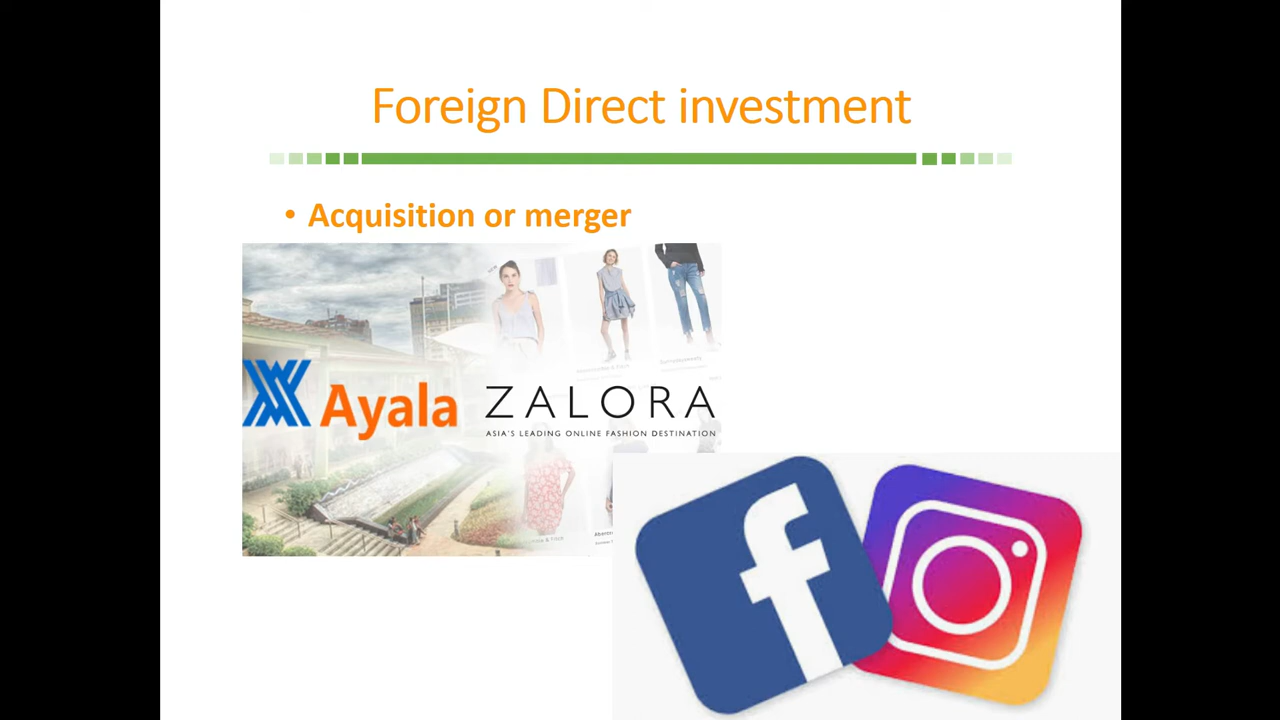 Foreign Direct investment
• Acquisition or merger
Ayala
ZALORA
ASIA'S LEADING ONLINE FASHION DESTINATION